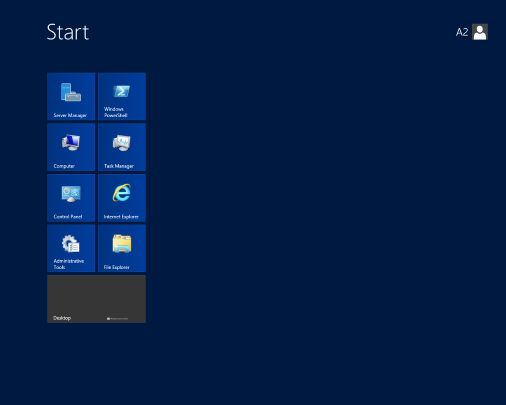 Start
A2
Server Manager
Windows
PowerShell
Computer
Task Manager
Control Panel
Internet Explorer
Administrative
Tools
File Explorer
Desktop